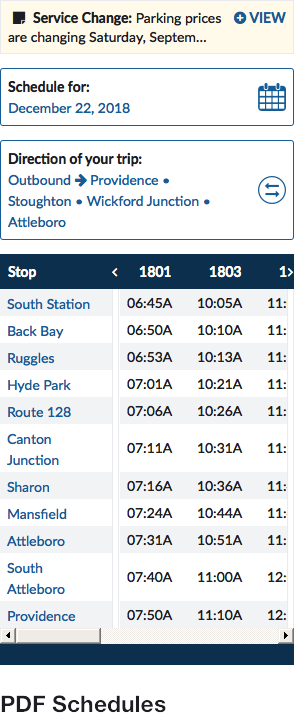 Service Change: Parking prices VIEW
are changing Saturday, Septem...
Schedule for:
December 22, 2018
Direction of your trip:
Outbound → Providence •
Stoughton • Wickford Junction •
Attleboro
Stop < 1801 1803 1>
South Station 06:45A 10:05A 11:
Back Bay 06:50A 10:10A 11:
Ruggles 06:53A 10:13A 11:
Hyde Park 07:01A 10:21A 11:
Route 128 07:06A 10:26A 11:
Canton
Junction 07:11A 10:31A 11:
Sharon 07:16A 10:36A 11:
Mansfield 07:24A 10:44A 11:
Attleboro 07:31A 10:51A 11:
South
Attleboro 07:40A 11:00A 12:
Providence 07:50A 11:10A 12:
PDF Schedules